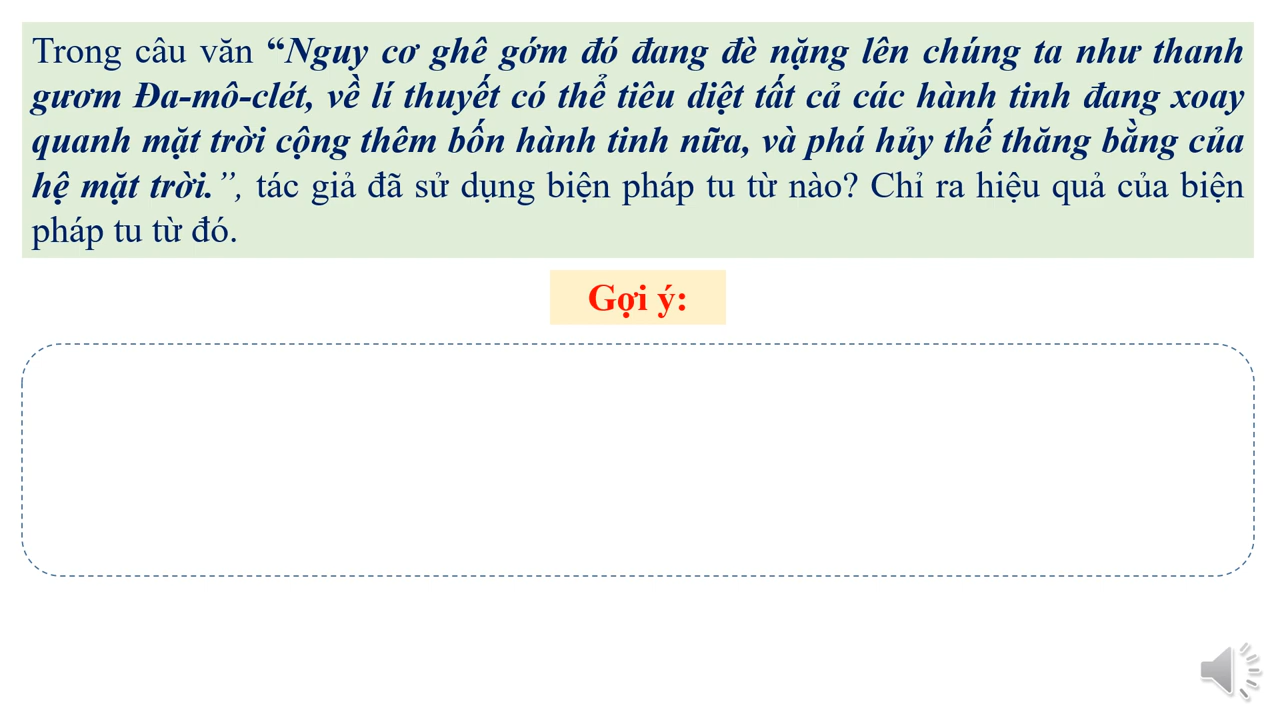 Trong câu văn “Nguy cơ ghê gớm đó đang đè nặng lên chúng ta như thanh
gươm Đa-mô-clét, về lí thuyết có thể tiêu diệt tất cả các hành tinh đang xoay
quanh mặt trời cộng thêm bốn hành tinh nữa, và phá hủy thế thăng bằng của
hệ mặt trời.”, tác giả đã sử dụng biện pháp tu từ nào? Chỉ ra hiệu quả của biện
pháp tu từ đó.
Gợi ý: